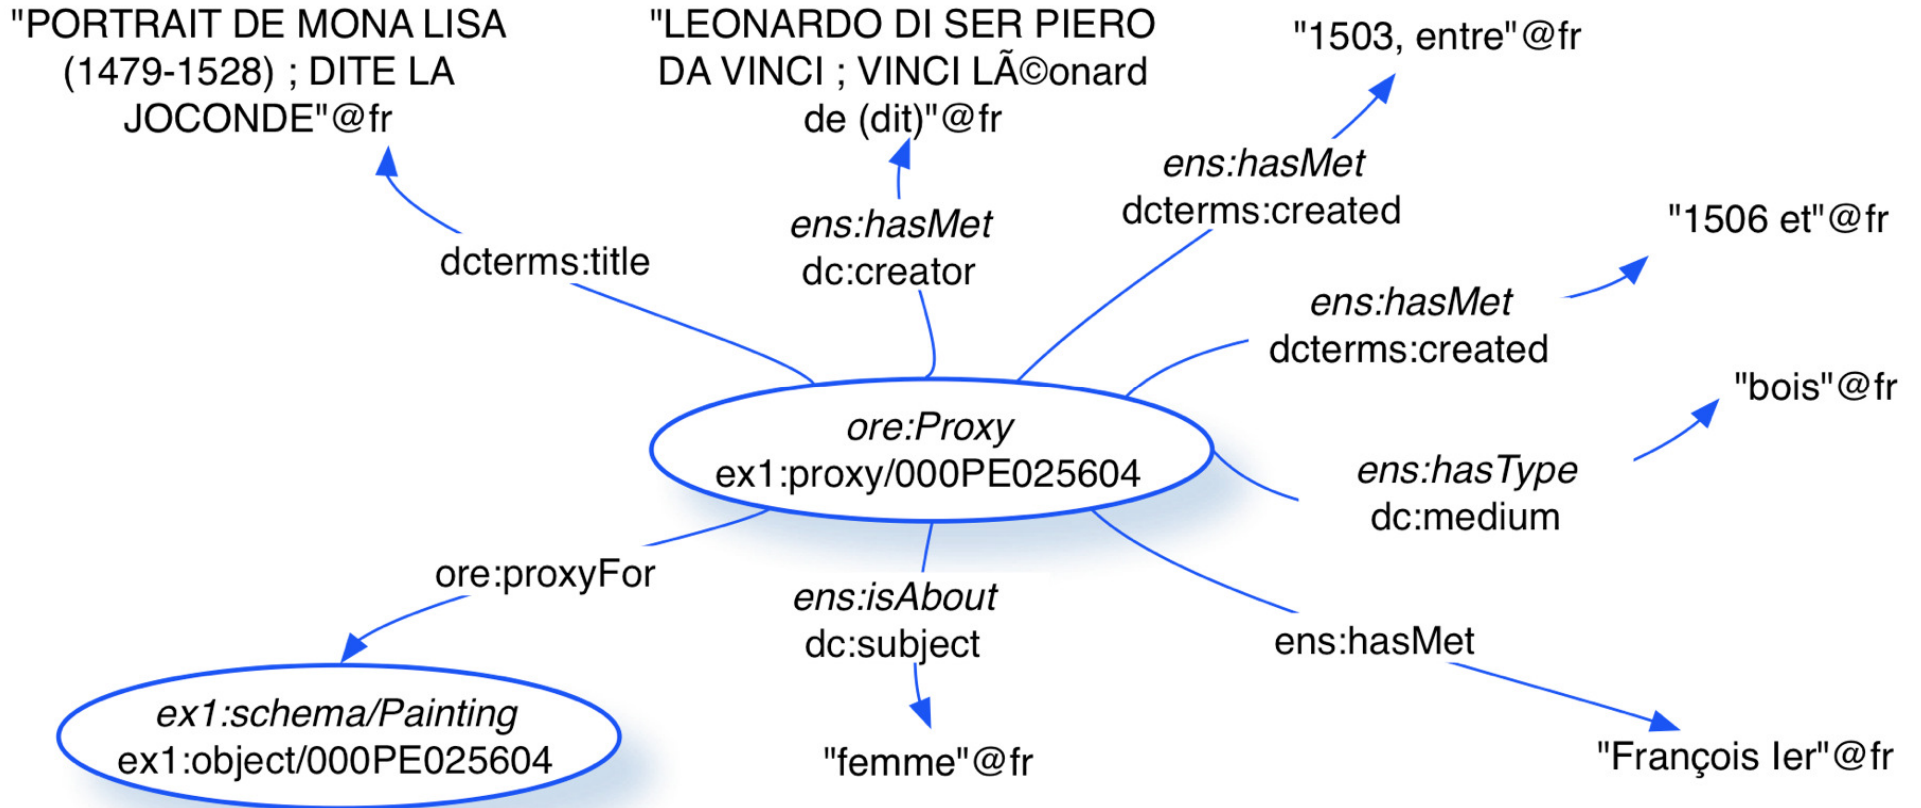 "PORTRAIT DE MONA LISA
(1479-1528) ; DITE LA
JOCONDE"@fr
"LEONARDO DI SER PIERO
DA VINCI ; VINCI LÃ©onard
de (dit)"@fr
"1503, entre"@fr
ens:hasMet
dcterms:created
"1506 et"@fr
ens:hasMet
dc:creator
dcterms:title
ens:hasMet
dcterms:created
"bois"@fr
ore:Proxy
ex1:proxy/000PE025604
ens:hasType
dc:medium
ore:proxyFor
ens:isAbout
dc:subject
ens:hasMet
ex1:schema/Painting
ex1:object/000PE025604
"femme"@fr
"François Ier"@fr